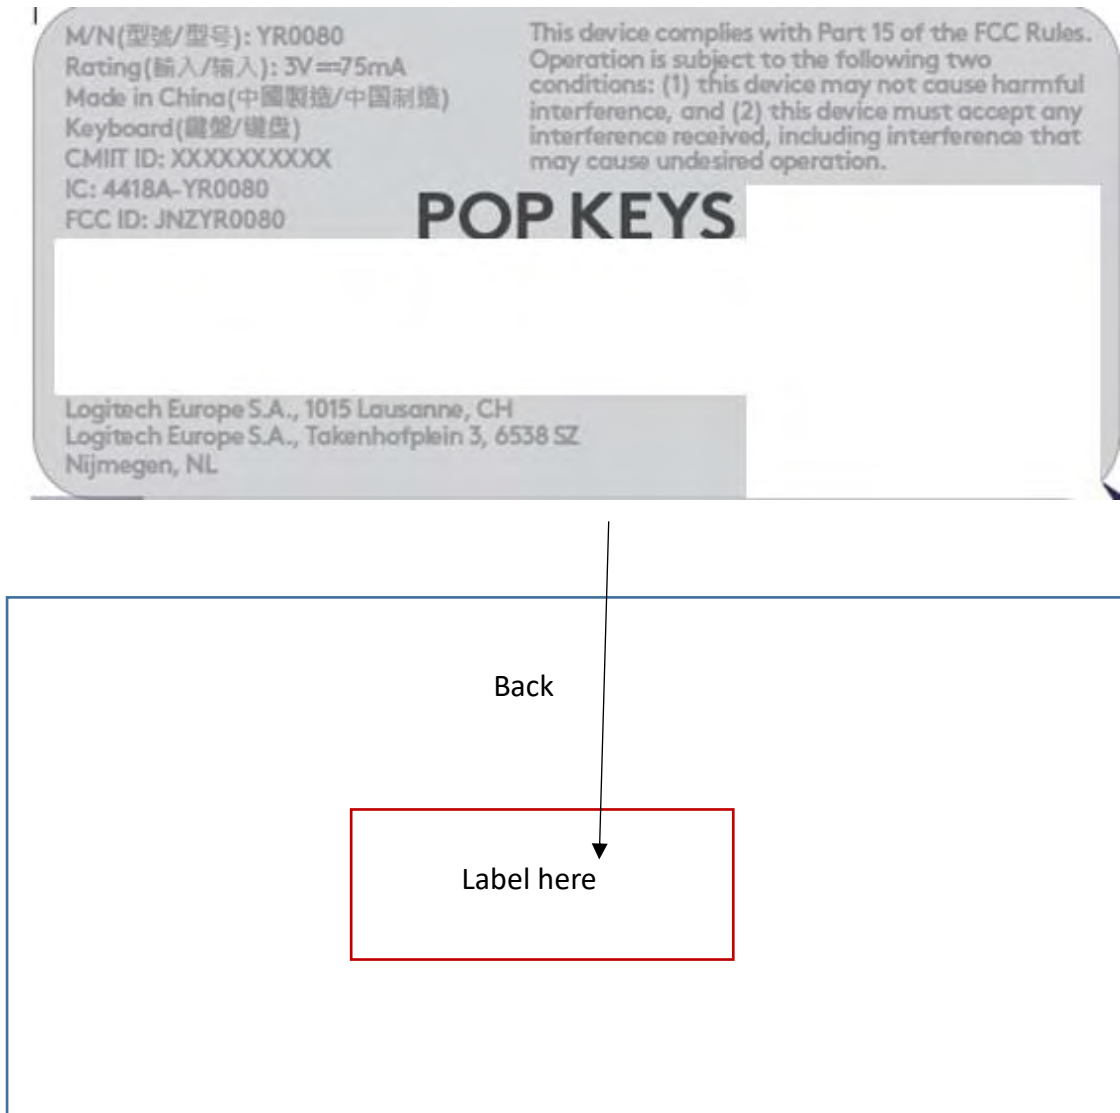 M/N(型號/型号): YR0080
Rating(輸入/输入): 3V⎓75mA
Made in China(中國製造/中国制造)
Keyboard(鍵盤/键盘)
CMIIT ID: XXXXXXXXXX
IC: 4418A-YR0080
FCC ID: JNZYR0080
This device complies with Part 15 of the FCC Rules.
Operation is subject to the following two
conditions: (1) this device may not cause harmful
interference, and (2) this device must accept any
interference received, including interference that
may cause undesired operation.
POP KEYS
Logitech Europe S.A., 1015 Lausanne, CH
Logitech Europe S.A., Takenhofplein 3, 6538 SZ
Nijmegen, NL
Back
Label here